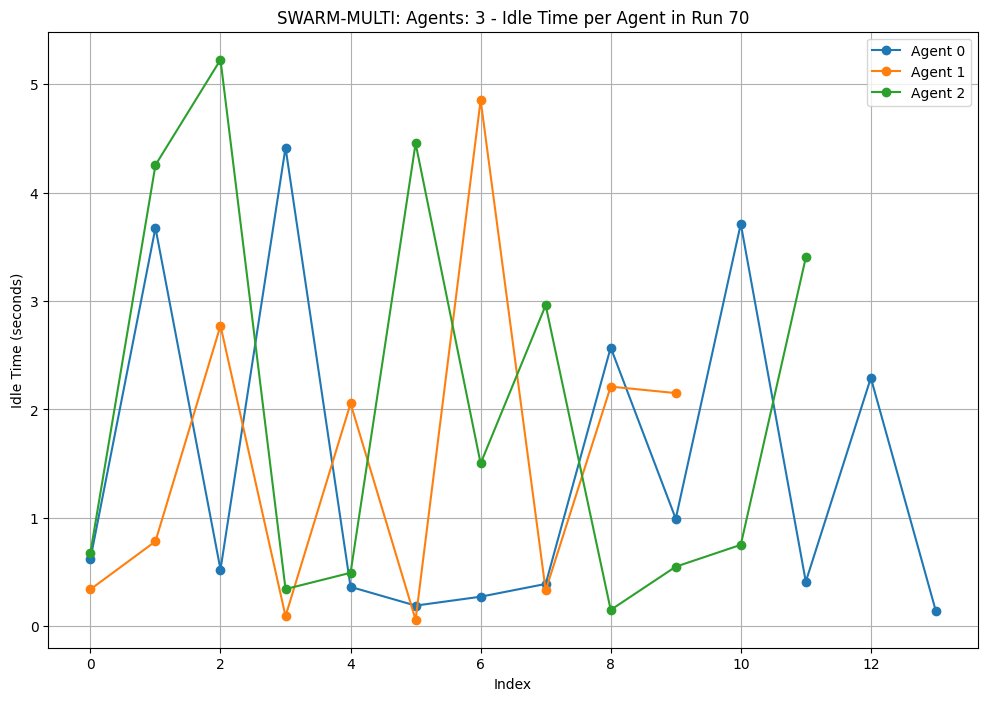 SWARM-MULTI: Agents: 3 - Idle Time per Agent in Run 70
Agent 0
Agent 1
Agent 2
Idle Time (seconds)
5
4
3
2
1
0
0 2 4 6 8 10 12
Index